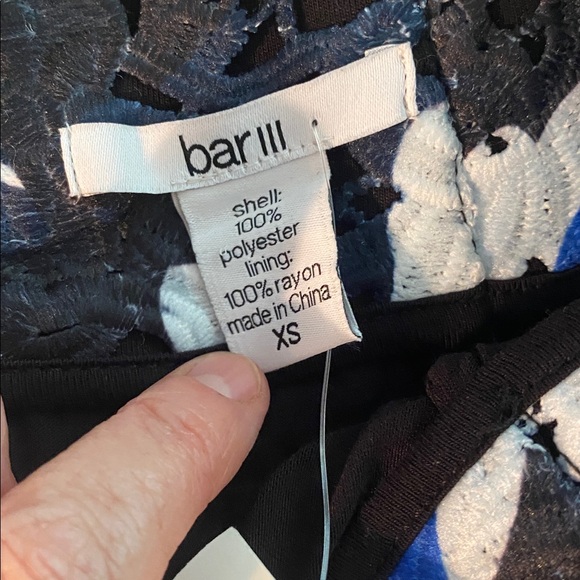 bar III
shell:
100%
polyester
lining:
100% rayon
made in China
XS